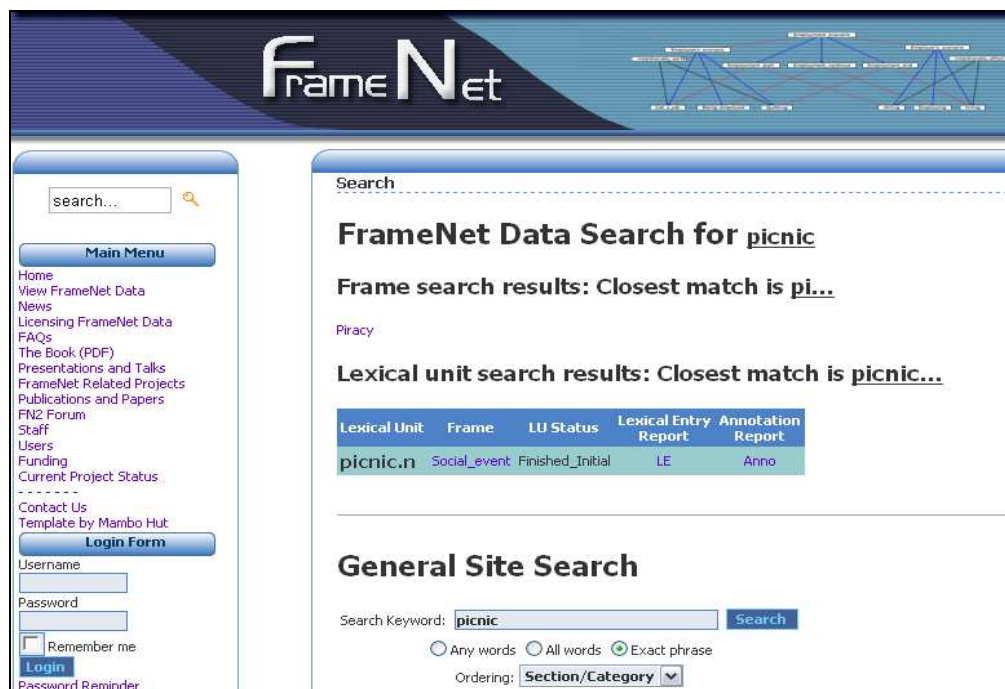 FrameNet
search...
Main Menu
Home
View FrameNet Data
News
Licensing FrameNet Data
FAQs
The Book (PDF)
Presentations and Talks
FrameNet Related Projects
Publications and Papers
FN2 Forum
Staff
Users
Funding
Current Project Status
- - - - - - -
Contact Us
Template by Mambo Hut
Login Form
Username
Password
Remember me
Login
Password Reminder
Search
FrameNet Data Search for picnic
Frame search results: Closest match is pi...
Piracy
Lexical unit search results: Closest match is picnic...
Lexical Unit Frame LU Status Lexical Entry Report Annotation Report
picnic.n Social_event Finished_Initial LE Anno
General Site Search
Search Keyword: picnic Search
Any words All words Exact phrase
Ordering: Section/Category